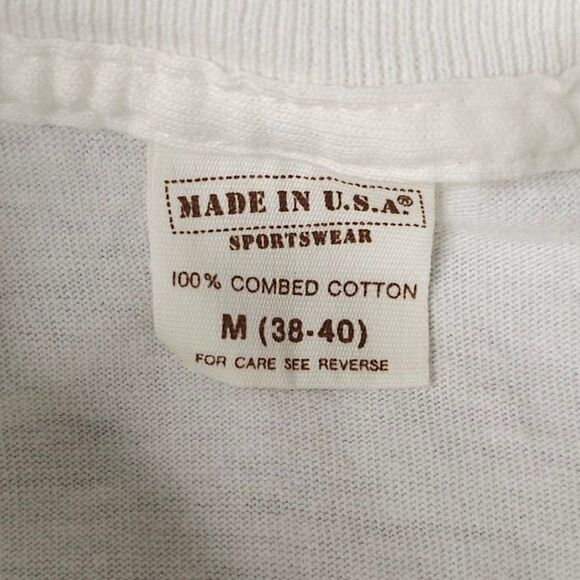 MADE IN U.S.A.®
SPORTSWEAR
100% COMBED COTTON
M (38-40)
FOR CARE SEE REVERSE